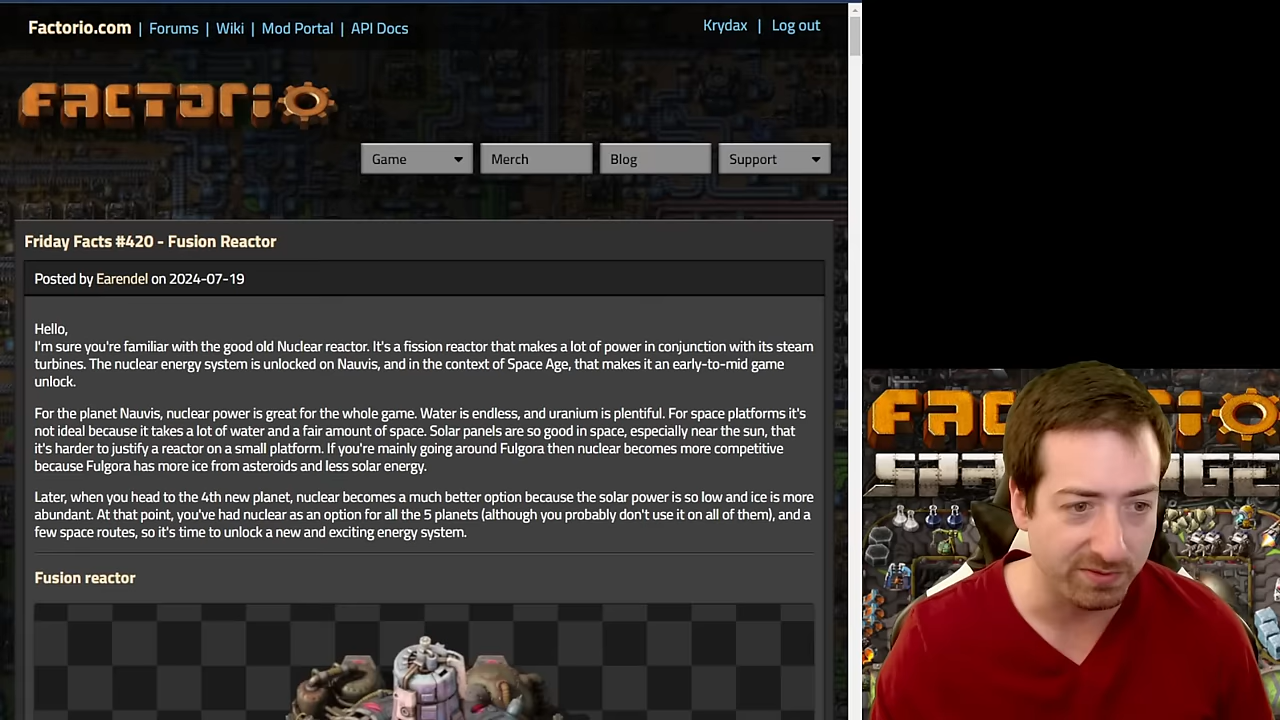 Factorio.com | Forums | Wiki | Mod Portal | API Docs
Krydax | Log out
FACTORIO
Game
Merch
Blog
Support
Friday Facts #420 - Fusion Reactor
Posted by Earendel on 2024-07-19
Hello,
I'm sure you're familiar with the good old Nuclear reactor. It's a fission reactor that makes a lot of power in conjunction with its steam
turbines. The nuclear energy system is unlocked on Nauvis, and in the context of Space Age, that makes it an early-to-mid game
unlock.
For the planet Nauvis, nuclear power is great for the whole game. Water is endless, and uranium is plentiful. For space platforms it's
not ideal because it takes a lot of water and a fair amount of space. Solar panels are so good in space, especially near the sun, that
it's harder to justify a reactor on a small platform. If you're mainly going around Fulgora then nuclear becomes more competitive
because Fulgora has more ice from asteroids and less solar energy.
Later, when you head to the 4th new planet, nuclear becomes a much better option because the solar power is so low and ice is more
abundant. At that point, you've had nuclear as an option for all the 5 planets (although you probably don't use it on all of them), and a
few space routes, so it's time to unlock a new and exciting energy system.
Fusion reactor